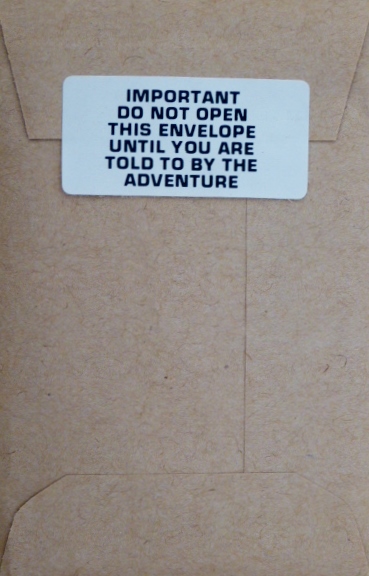 IMPORTANT
DO NOT OPEN
THIS ENVELOPE
UNTIL YOU ARE
TOLD TO BY THE
ADVENTURE